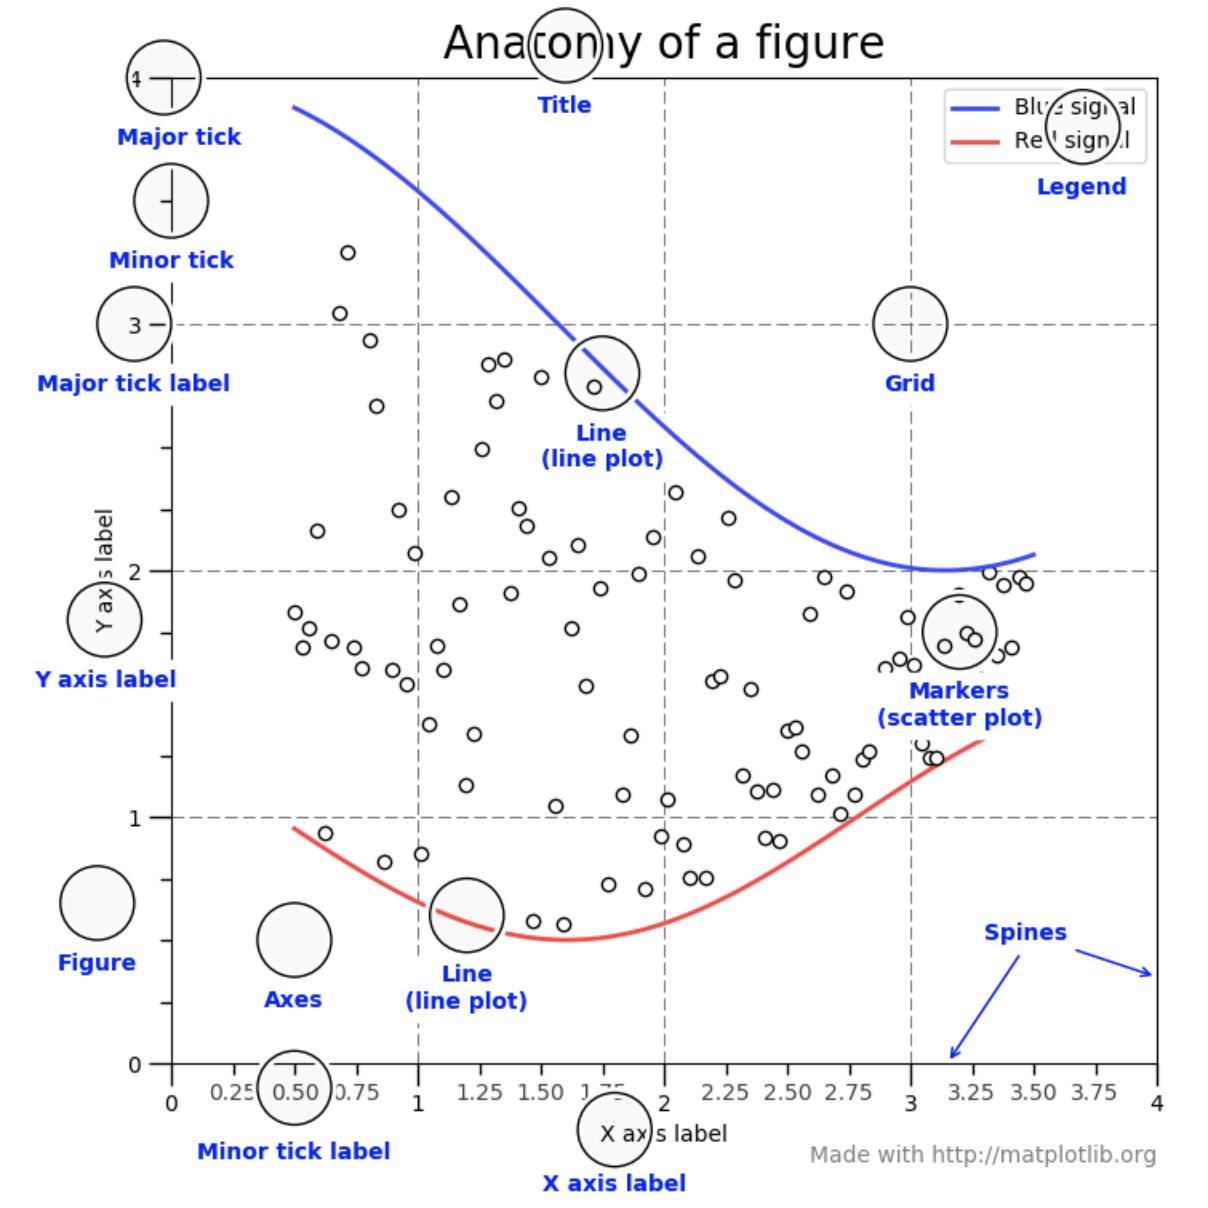 Anatomy of a figure
Title
4
Major tick
Blue signal
Red signal
Legend
Minor tick
3
Major tick label
Grid
Line
(line plot)
2
Y axis label
Y axis label
Markers
(scatter plot)
1
Figure
Axes
Line
(line plot)
Spines
0
0.25 0.50 0.75 1.25 1.50 1.75 2.25 2.50 2.75 3.25 3.50 3.75
0 1 2 3 4
X axis label
Minor tick label
Made with http://matplotlib.org
X axis label